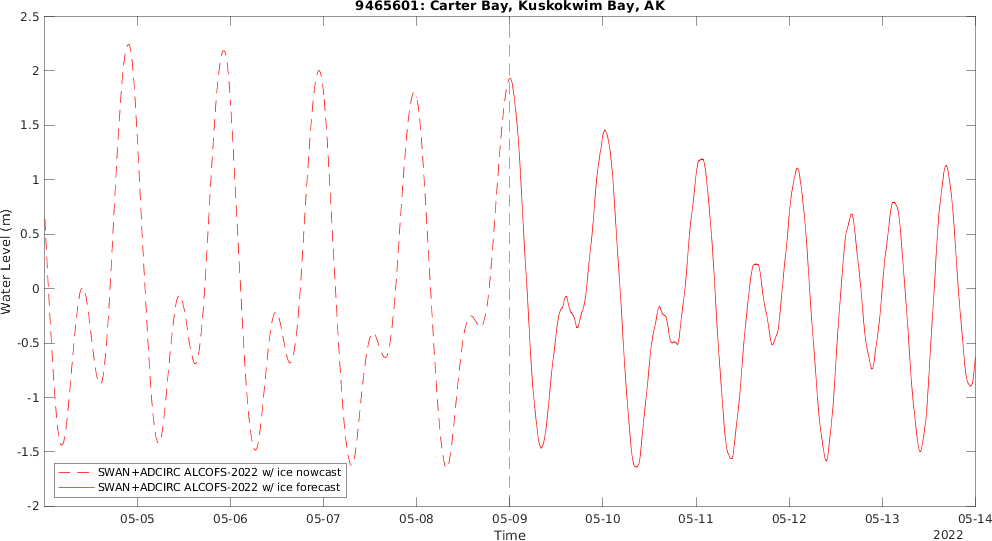 9465601: Carter Bay, Kuskokwim Bay, AK
2.5
2
1.5
1
0.5
0
-0.5
-1
-1.5
-2
Water Level (m)
SWAN+ADCIRC ALCOFS-2022 w/ ice nowcast
SWAN+ADCIRC ALCOFS-2022 w/ ice forecast
05-05 05-06 05-07 05-08 05-09 05-10 05-11 05-12 05-13 05-14
Time
2022